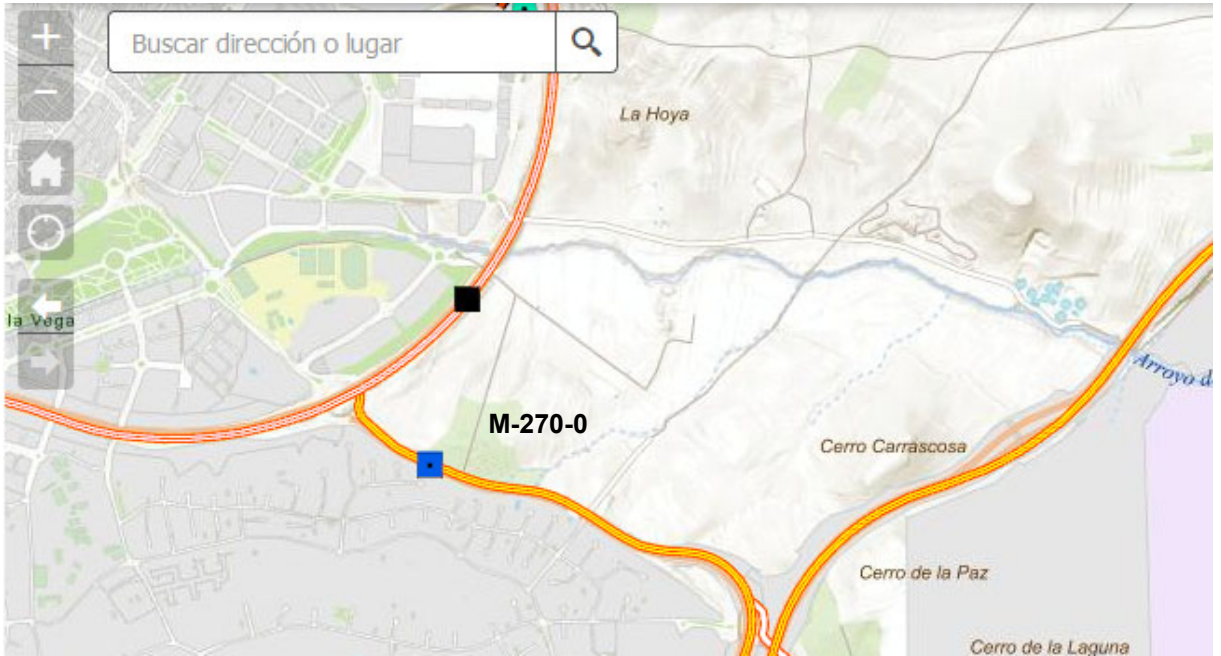 Buscar dirección o lugar
La Hoya
la Vega
Arroyo d
M-270-0
Cerro Carrascosa
Cerro de la Paz
Cerro de la Laguna